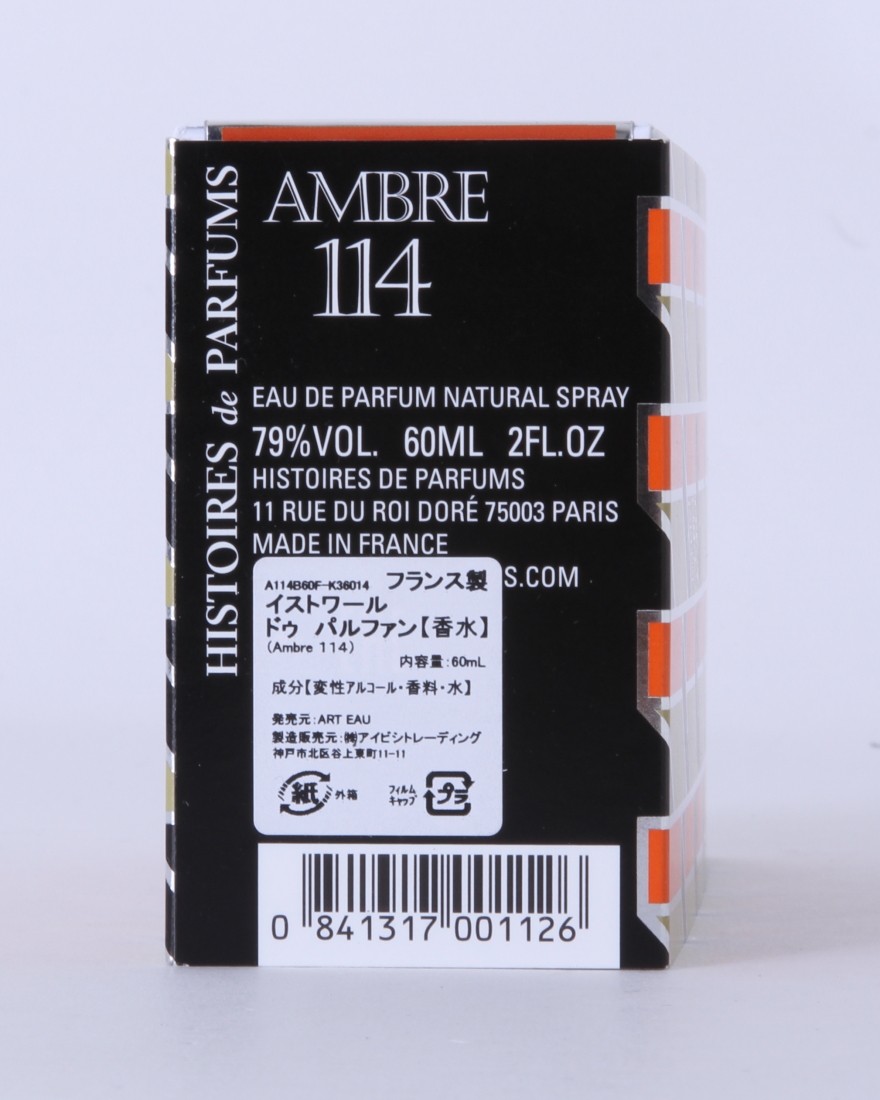 HISTOIRES de PARFUMS
AMBRE
114
EAU DE PARFUM NATURAL SPRAY
79%VOL. 60ML 2FL.OZ
HISTOIRES DE PARFUMS
11 RUE DU ROI DORÉ 75003 PARIS
MADE IN FRANCE
S.COM
A114B60F-K36014 フランス製
イストワール
ドゥ パルファン【香水】
(Ambre 114)
内容量:60mL
成分【変性アルコール・香料・水】
発売元:ART EAU
製造販売元:㈱アイビシトレーディング
神戸市北区谷上東町11-11
紙 外箱 フィルム キャップ プラ
0 841317 001126